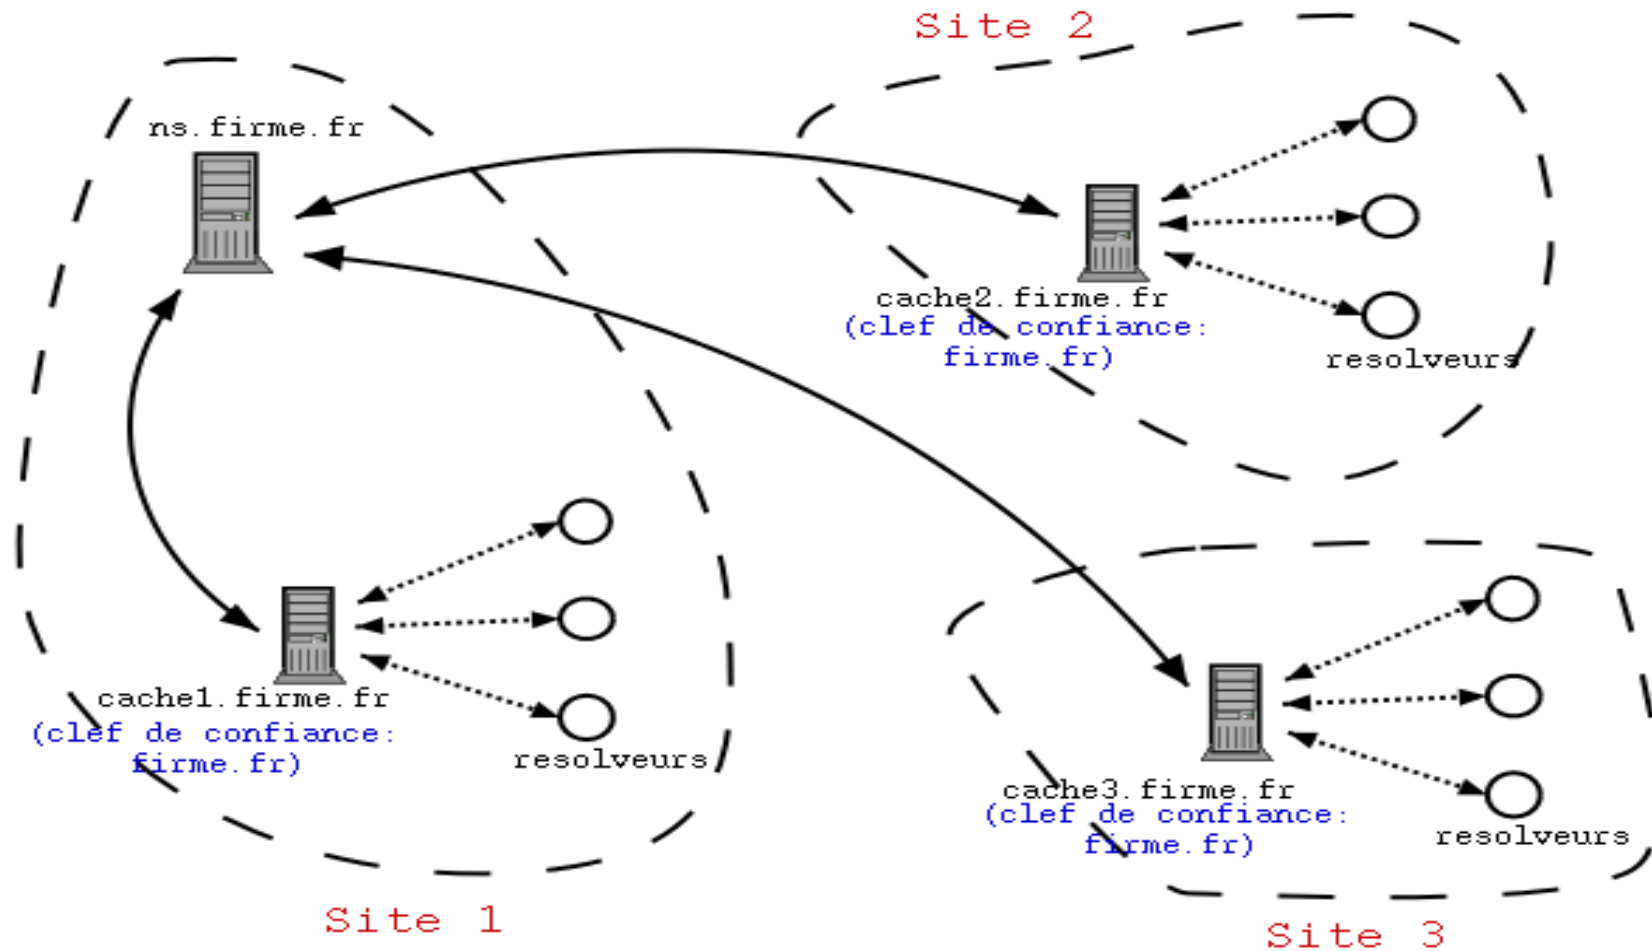 Site 2
ns.firme.fr
cache2.firme.fr
(clef de confiance:
firme.fr)
resolveurs
cache1.firme.fr
(clef de confiance:
firme.fr)
resolveurs
cache3.firme.fr
(clef de confiance:
firme.fr)
resolveurs
Site 1
Site 3